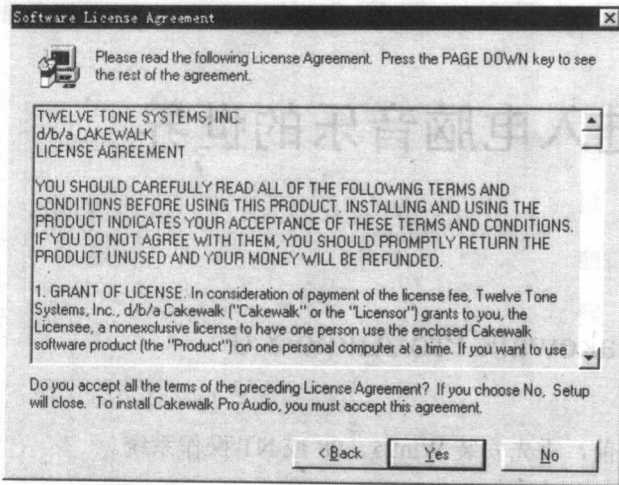 Software License Agreement
Please read the following License Agreement. Press the PAGE DOWN key to see
the rest of the agreement.
TWELVE TONE SYSTEMS, INC.
d/b/a CAKEWALK
LICENSE AGREEMENT
YOU SHOULD CAREFULLY READ ALL OF THE FOLLOWING TERMS AND
CONDITIONS BEFORE USING THIS PRODUCT. INSTALLING AND USING THE
PRODUCT INDICATES YOUR ACCEPTANCE OF THESE TERMS AND CONDITIONS.
IF YOU DO NOT AGREE WITH THEM, YOU SHOULD PROMPTLY RETURN THE
PRODUCT UNUSED AND YOUR MONEY WILL BE REFUNDED.
1. GRANT OF LICENSE. In consideration of payment of the license fee, Twelve Tone
Systems, Inc., d/b/a Cakewalk ("Cakewalk" or the "Licensor") grants to you, the
Licensee, a nonexclusive license to have one person use the enclosed Cakewalk
software product (the "Product") on one personal computer at a time. If you want to use
Do you accept all the terms of the preceding License Agreement? If you choose No, Setup
will close. To install Cakewalk Pro Audio, you must accept this agreement.
< Back Yes No